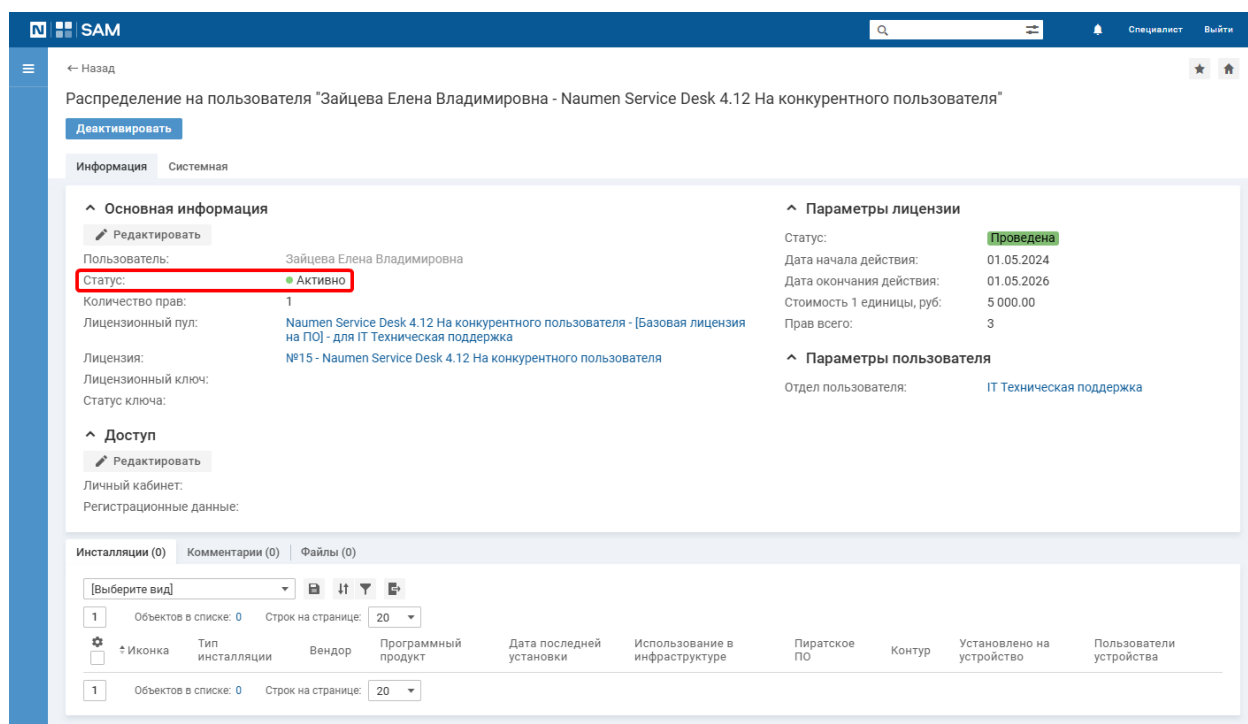 N SAM
Специалист Выйти
← Назад
Распределение на пользователя "Зайцева Елена Владимировна - Naumen Service Desk 4.12 На конкурентного пользователя"
Деактивировать
Информация Системная
Основная информация
Редактировать
Пользователь: Зайцева Елена Владимировна
Статус: Активно
Количество прав: 1
Лицензионный пул: Naumen Service Desk 4.12 На конкурентного пользователя - [Базовая лицензия
на ПО] - для IT Техническая поддержка
Лицензия: №15 - Naumen Service Desk 4.12 На конкурентного пользователя
Лицензионный ключ:
Статус ключа:
Доступ
Редактировать
Личный кабинет:
Регистрационные данные:
Параметры лицензии
Статус: Проведена
Дата начала действия: 01.05.2024
Дата окончания действия: 01.05.2026
Стоимость 1 единицы, руб: 5 000.00
Прав всего: 3
Параметры пользователя
Отдел пользователя: IT Техническая поддержка
Инсталляции (0) Комментарии (0) Файлы (0)
[Выберите вид]
1 Объектов в списке: 0 Строк на странице: 20
Иконка Тип инсталляции Вендор Программный продукт Дата последней установки Использование в инфраструктуре Пиратское ПО Контур Установлено на устройство Пользователи устройства
1 Объектов в списке: 0 Строк на странице: 20